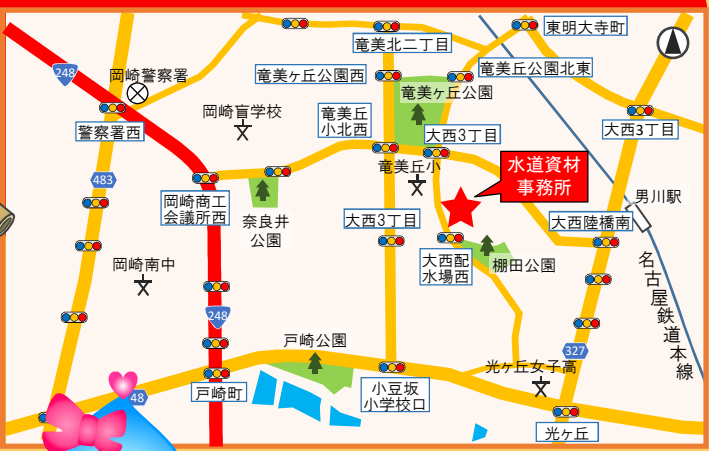 東明大寺町
竜美北二丁目
248
岡崎警察署
竜美ヶ丘公園西
竜美丘公園北東
竜美ヶ丘公園
岡崎盲学校
竜美丘
小北西
大西3丁目
大西3丁目
警察署西
竜美丘小
水道資材
事務所
483
岡崎商工
会議所西
奈良井
公園
大西3丁目
男川駅
大西陸橋南
岡崎南中
大西配
水場西
棚田公園
名古屋鉄道本線
248
戸崎公園
327
光ヶ丘女子高
戸崎町
小豆坂
小学校口
48
光ヶ丘